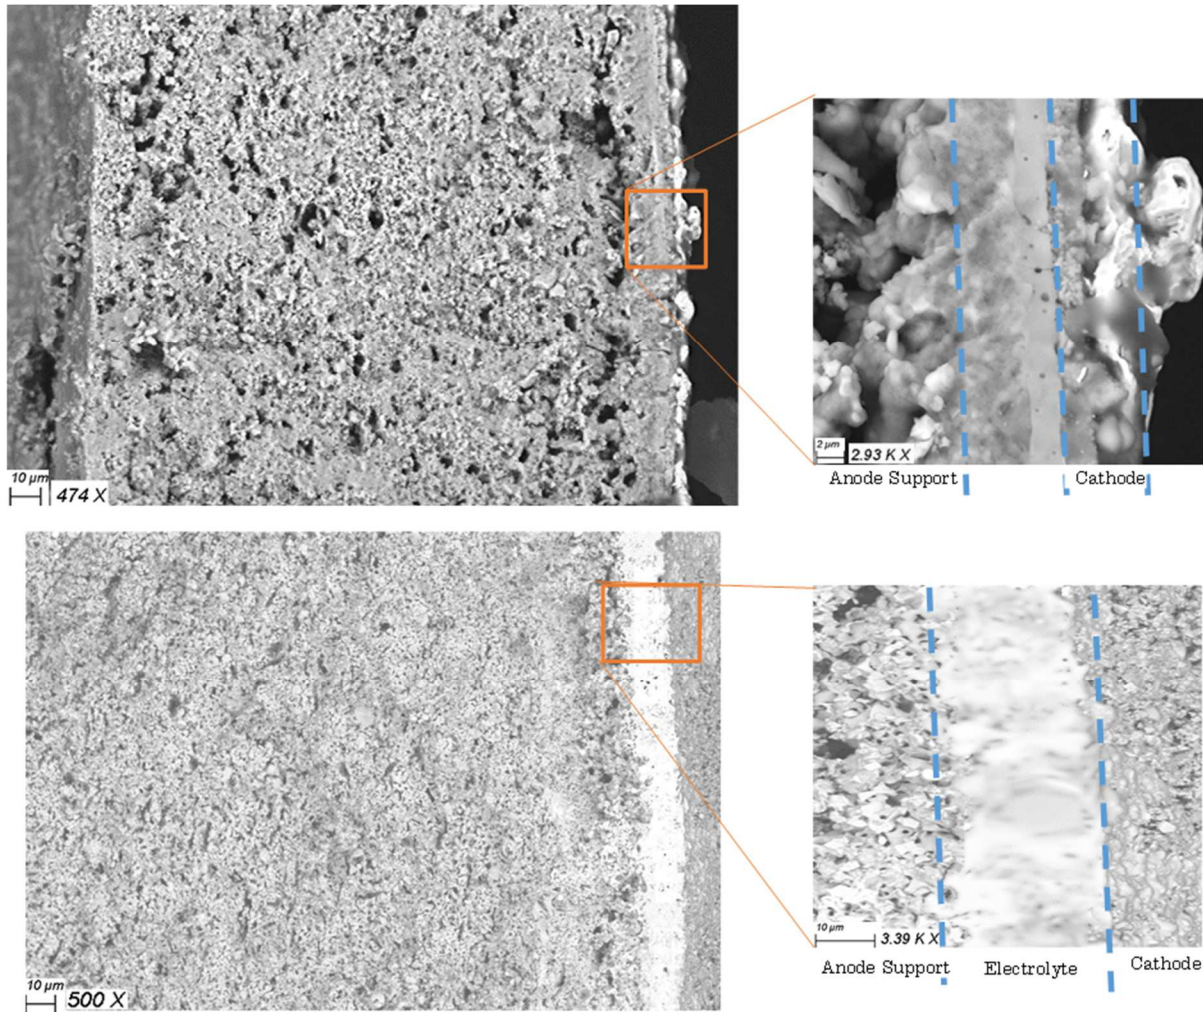 2 µm 2.93 K X
Anode Support Cathode
10 µm 474 X
10 µm 3.39 K X
Anode Support Electrolyte Cathode
10 µm 500 X